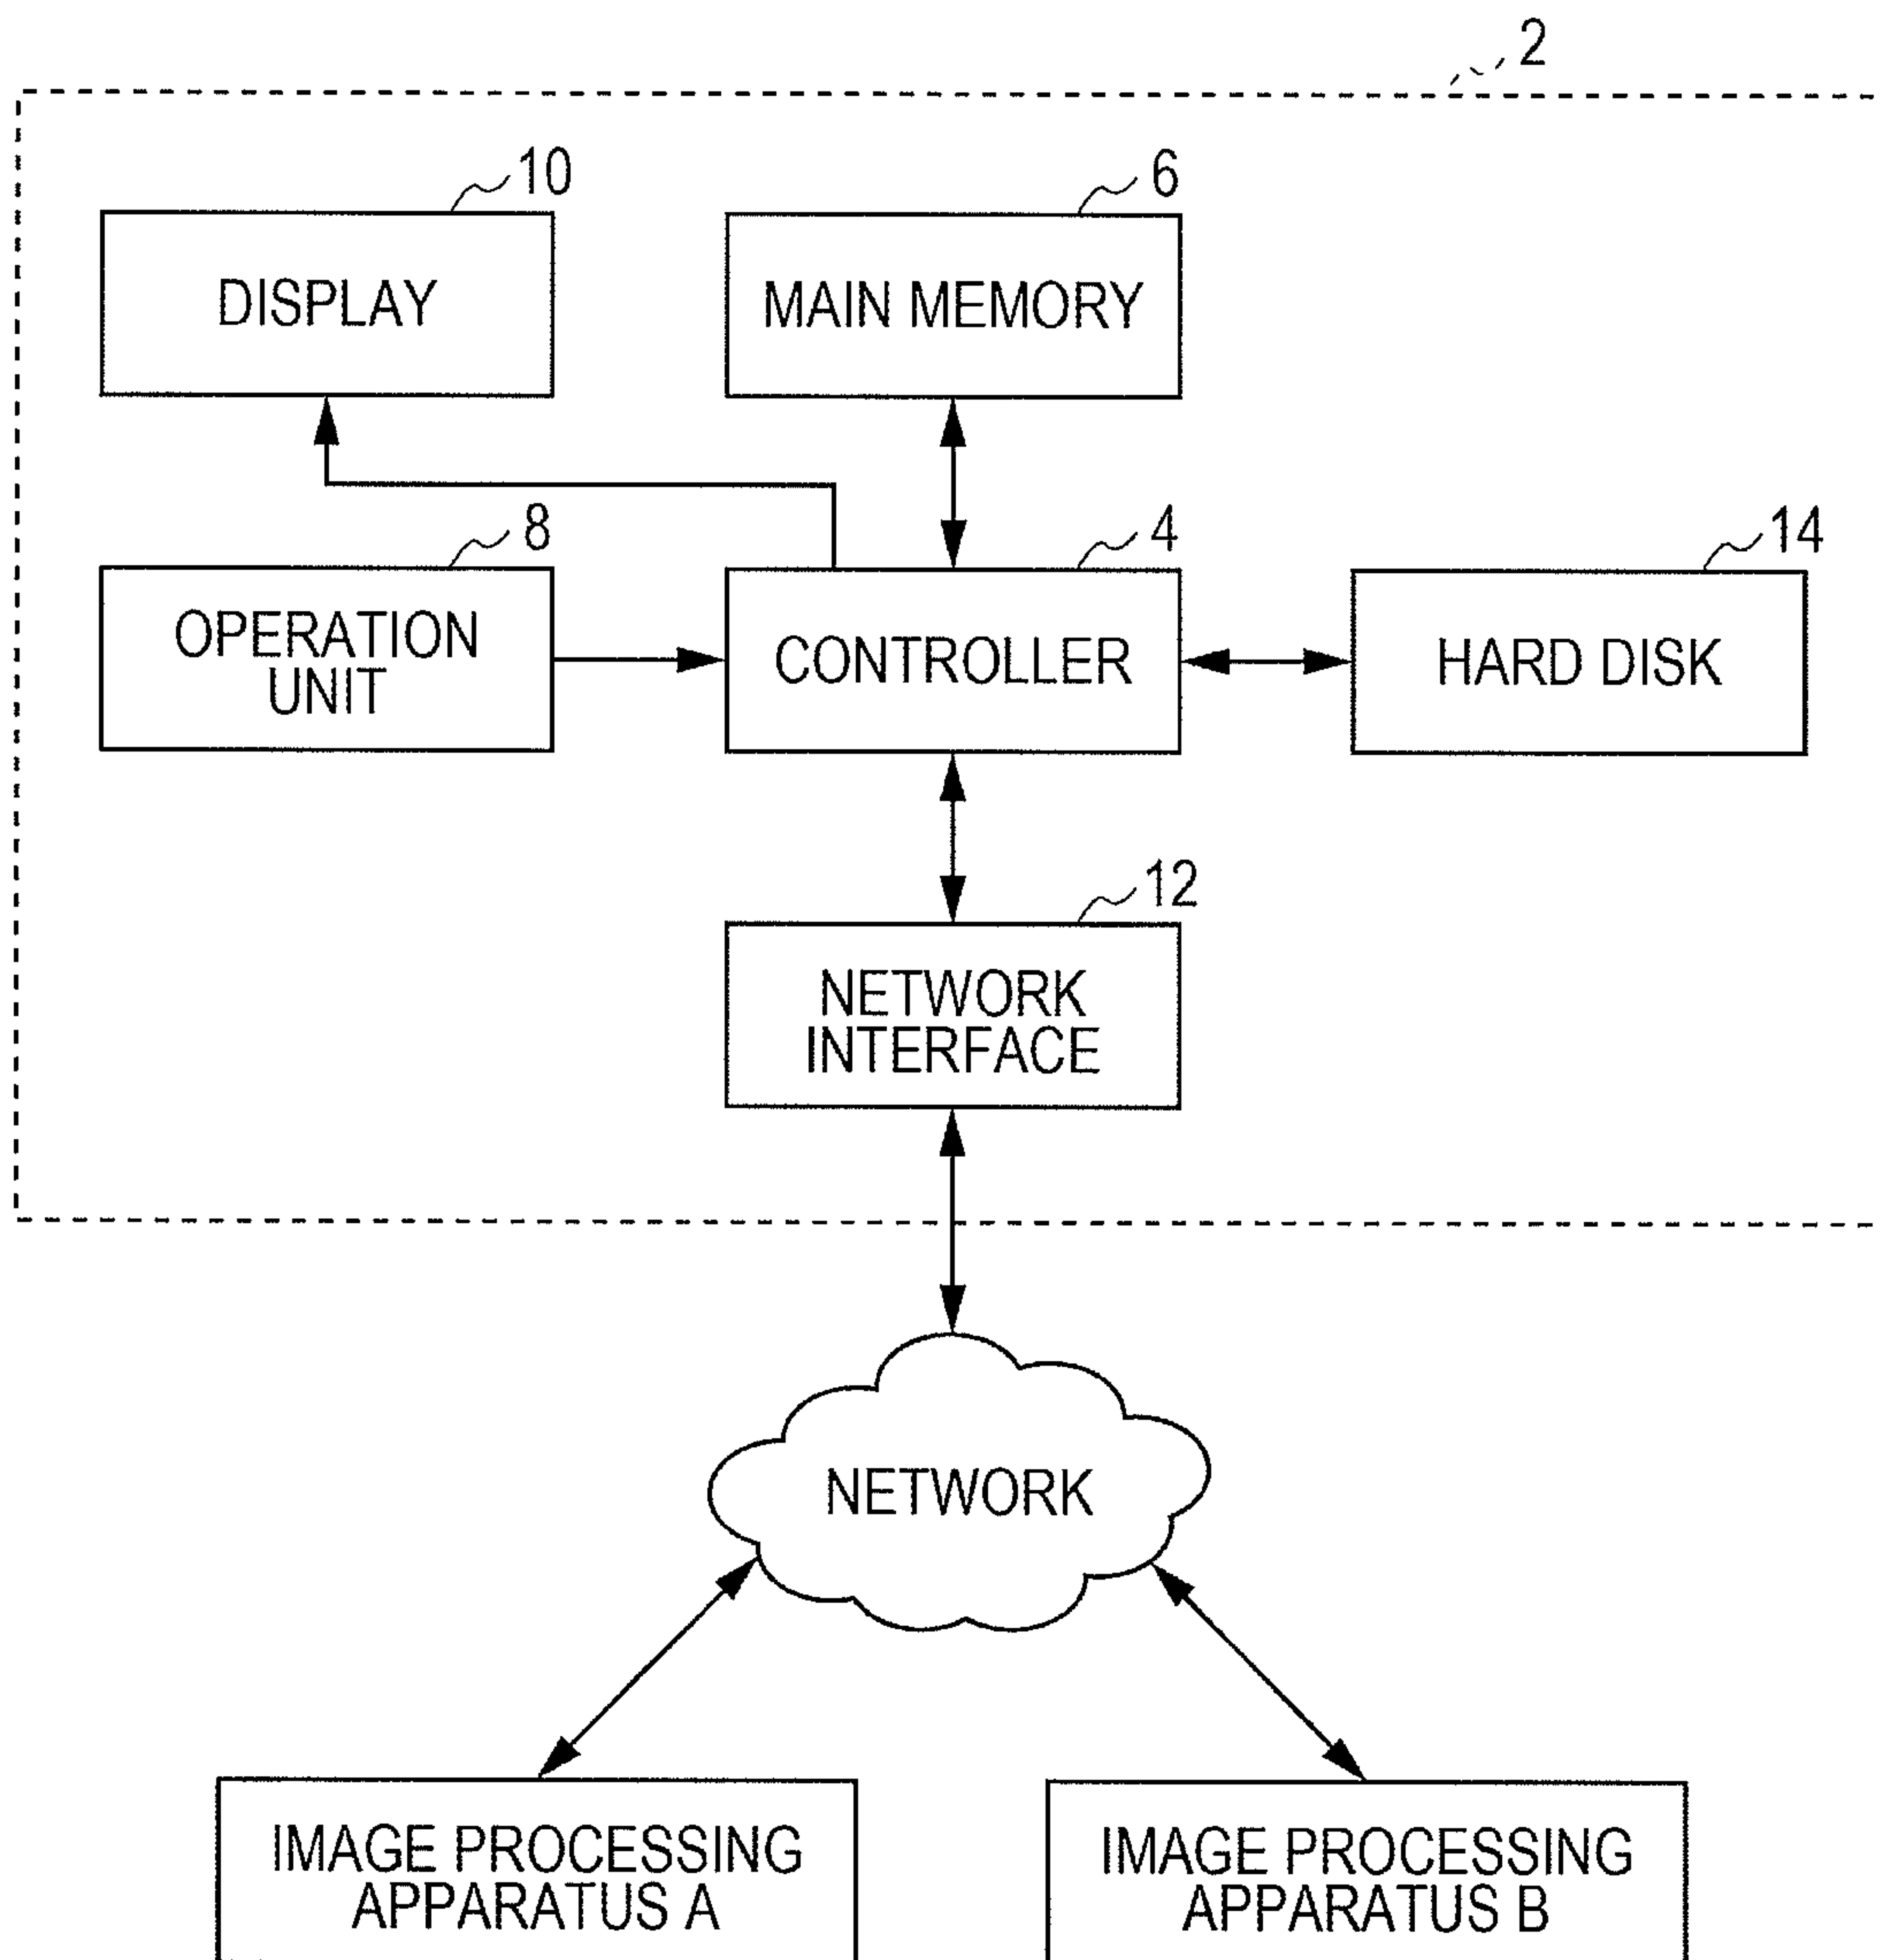 2
10
6
DISPLAY
MAIN MEMORY
8
4
14
OPERATION
UNIT
CONTROLLER
HARD DISK
12
NETWORK
INTERFACE
NETWORK
IMAGE PROCESSING
APPARATUS A
IMAGE PROCESSING
APPARATUS B